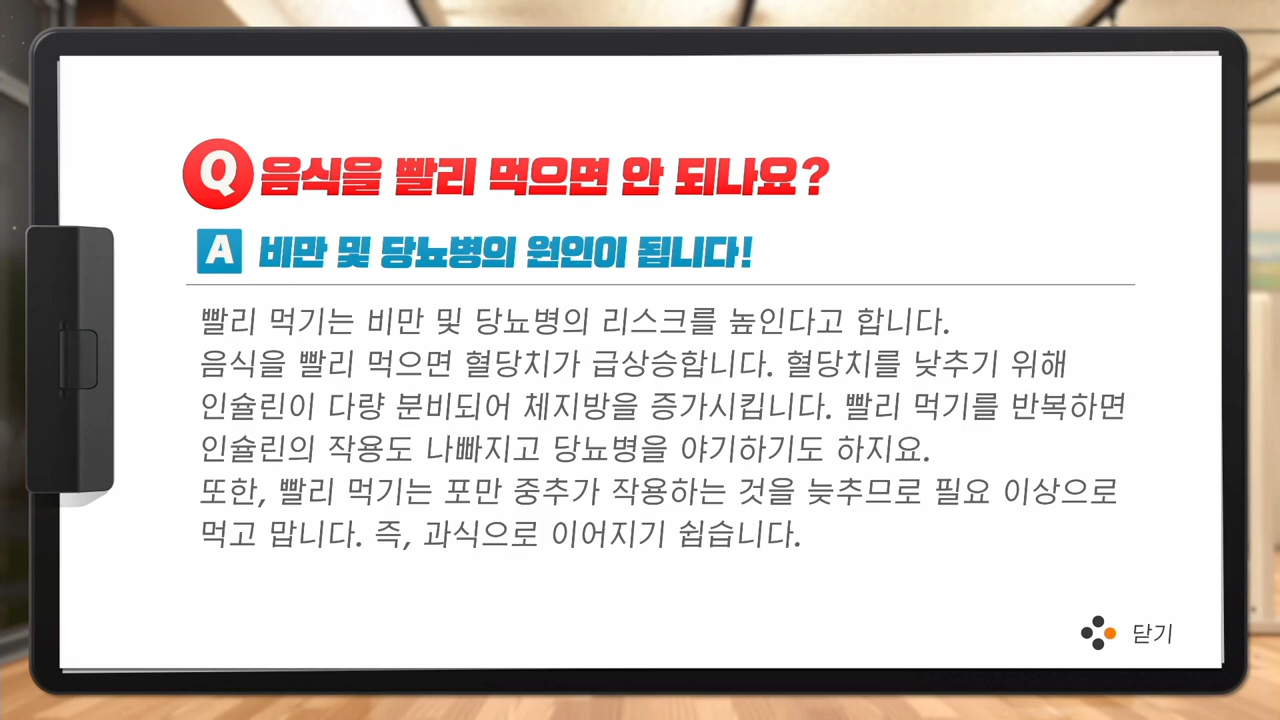 Q 음식을 빨리 먹으면 안 되나요?
A 비만 및 당뇨병의 원인이 됩니다!
빨리 먹기는 비만 및 당뇨병의 리스크를 높인다고 합니다.
음식을 빨리 먹으면 혈당치가 급상승합니다. 혈당치를 낮추기 위해
인슐린이 다량 분비되어 체지방을 증가시킵니다. 빨리 먹기를 반복하면
인슐린의 작용도 나빠지고 당뇨병을 야기하기도 하지요.
또한, 빨리 먹기는 포만 중추가 작용하는 것을 늦추므로 필요 이상으로
먹고 맙니다. 즉, 과식으로 이어지기 쉽습니다.
닫기